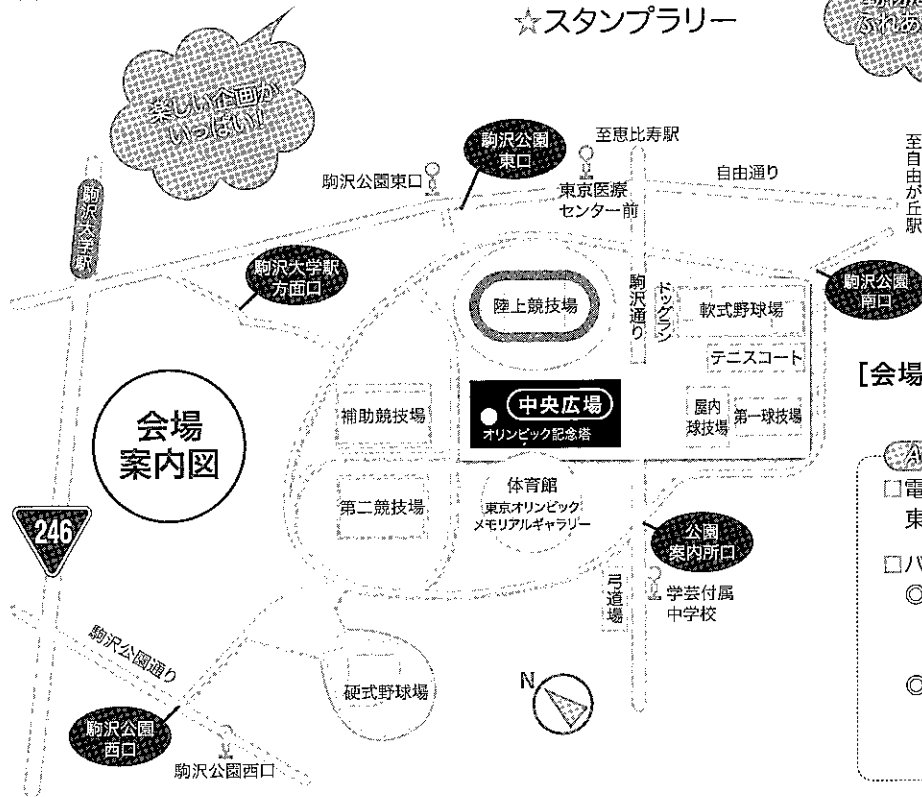 ☆スタンプラリー
ふれあ
楽しい企画が
いっぱい!
駒沢公園
東口
至恵比寿駅
駒沢公園東口
東京医療
センター前
自由通り
至自由が丘駅
駒沢大学駅
駒沢大学駅
方面口
陸上競技場
駒沢通り
ドッグラン
軟式野球場
駒沢公園
南口
テニスコート
[会場
会場
案内図
補助競技場
中央広場
オリンピック記念塔
屋内
球技場
第一球技場
246
第二競技場
体育館
東京オリンピック
メモリアルギャラリー
公園
案内所口
□電
東
□バ
◎
◎
弓道場
学芸付属
中学校
駒沢公園通り
硬式野球場
N
駒沢公園
西口
駒沢公園西口